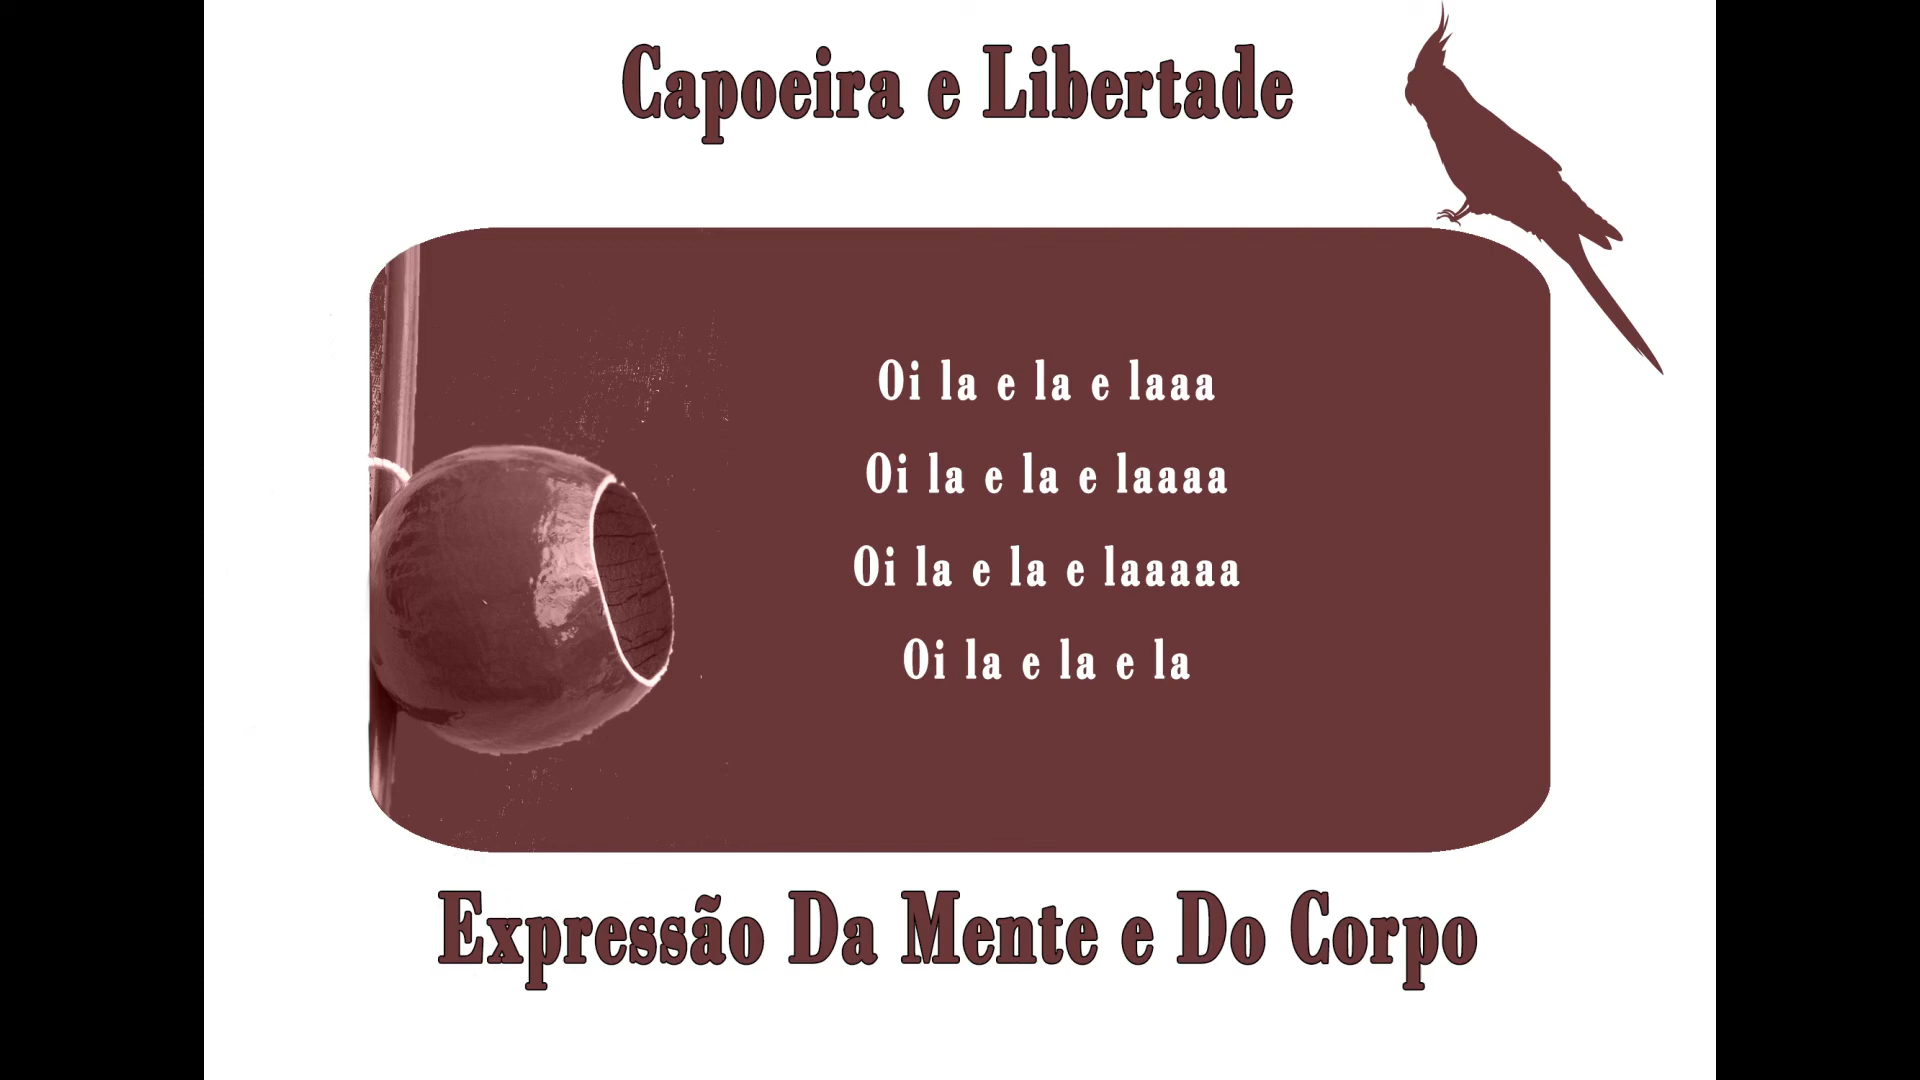 Capoeira e Libertade
Oi la e la e laaa
Oi la e la e laaaa
Oi la e la e laaaaa
Oi la e la e la
Expressão Da Mente e Do Corpo